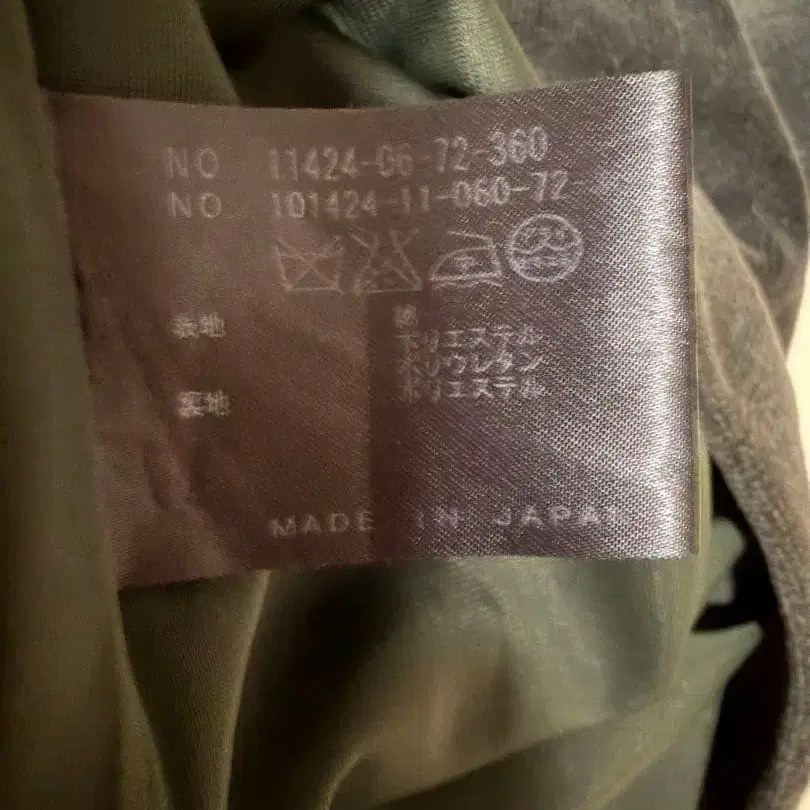 NO 11424-06-72-360
NO 101424-11-060-72-
表地 綿
ポリエステル
ポリウレタン
裏地 ポリエステル
MADE IN JAPAN